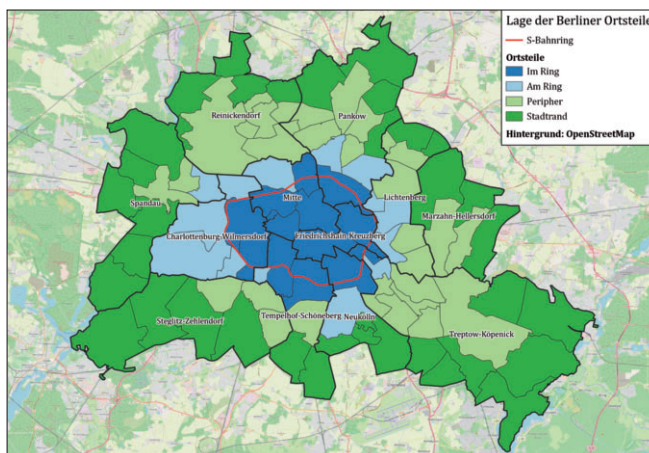 Lage der Berliner Ortsteile
S-Bahnring
Ortsteile
Im Ring
Am Ring
Peripher
Stadtrand
Hintergrund: OpenStreetMap
Reinickendorf
Pankow
Mitte
Lichtenberg
Spandau
Marzahn-Hellersdorf
Charlottenburg-Wilmersdorf
Friedrichshain-Kreuzberg
Steglitz-Zehlendorf
Tempelhof-Schöneberg
Neukölln
Treptow-Köpenick